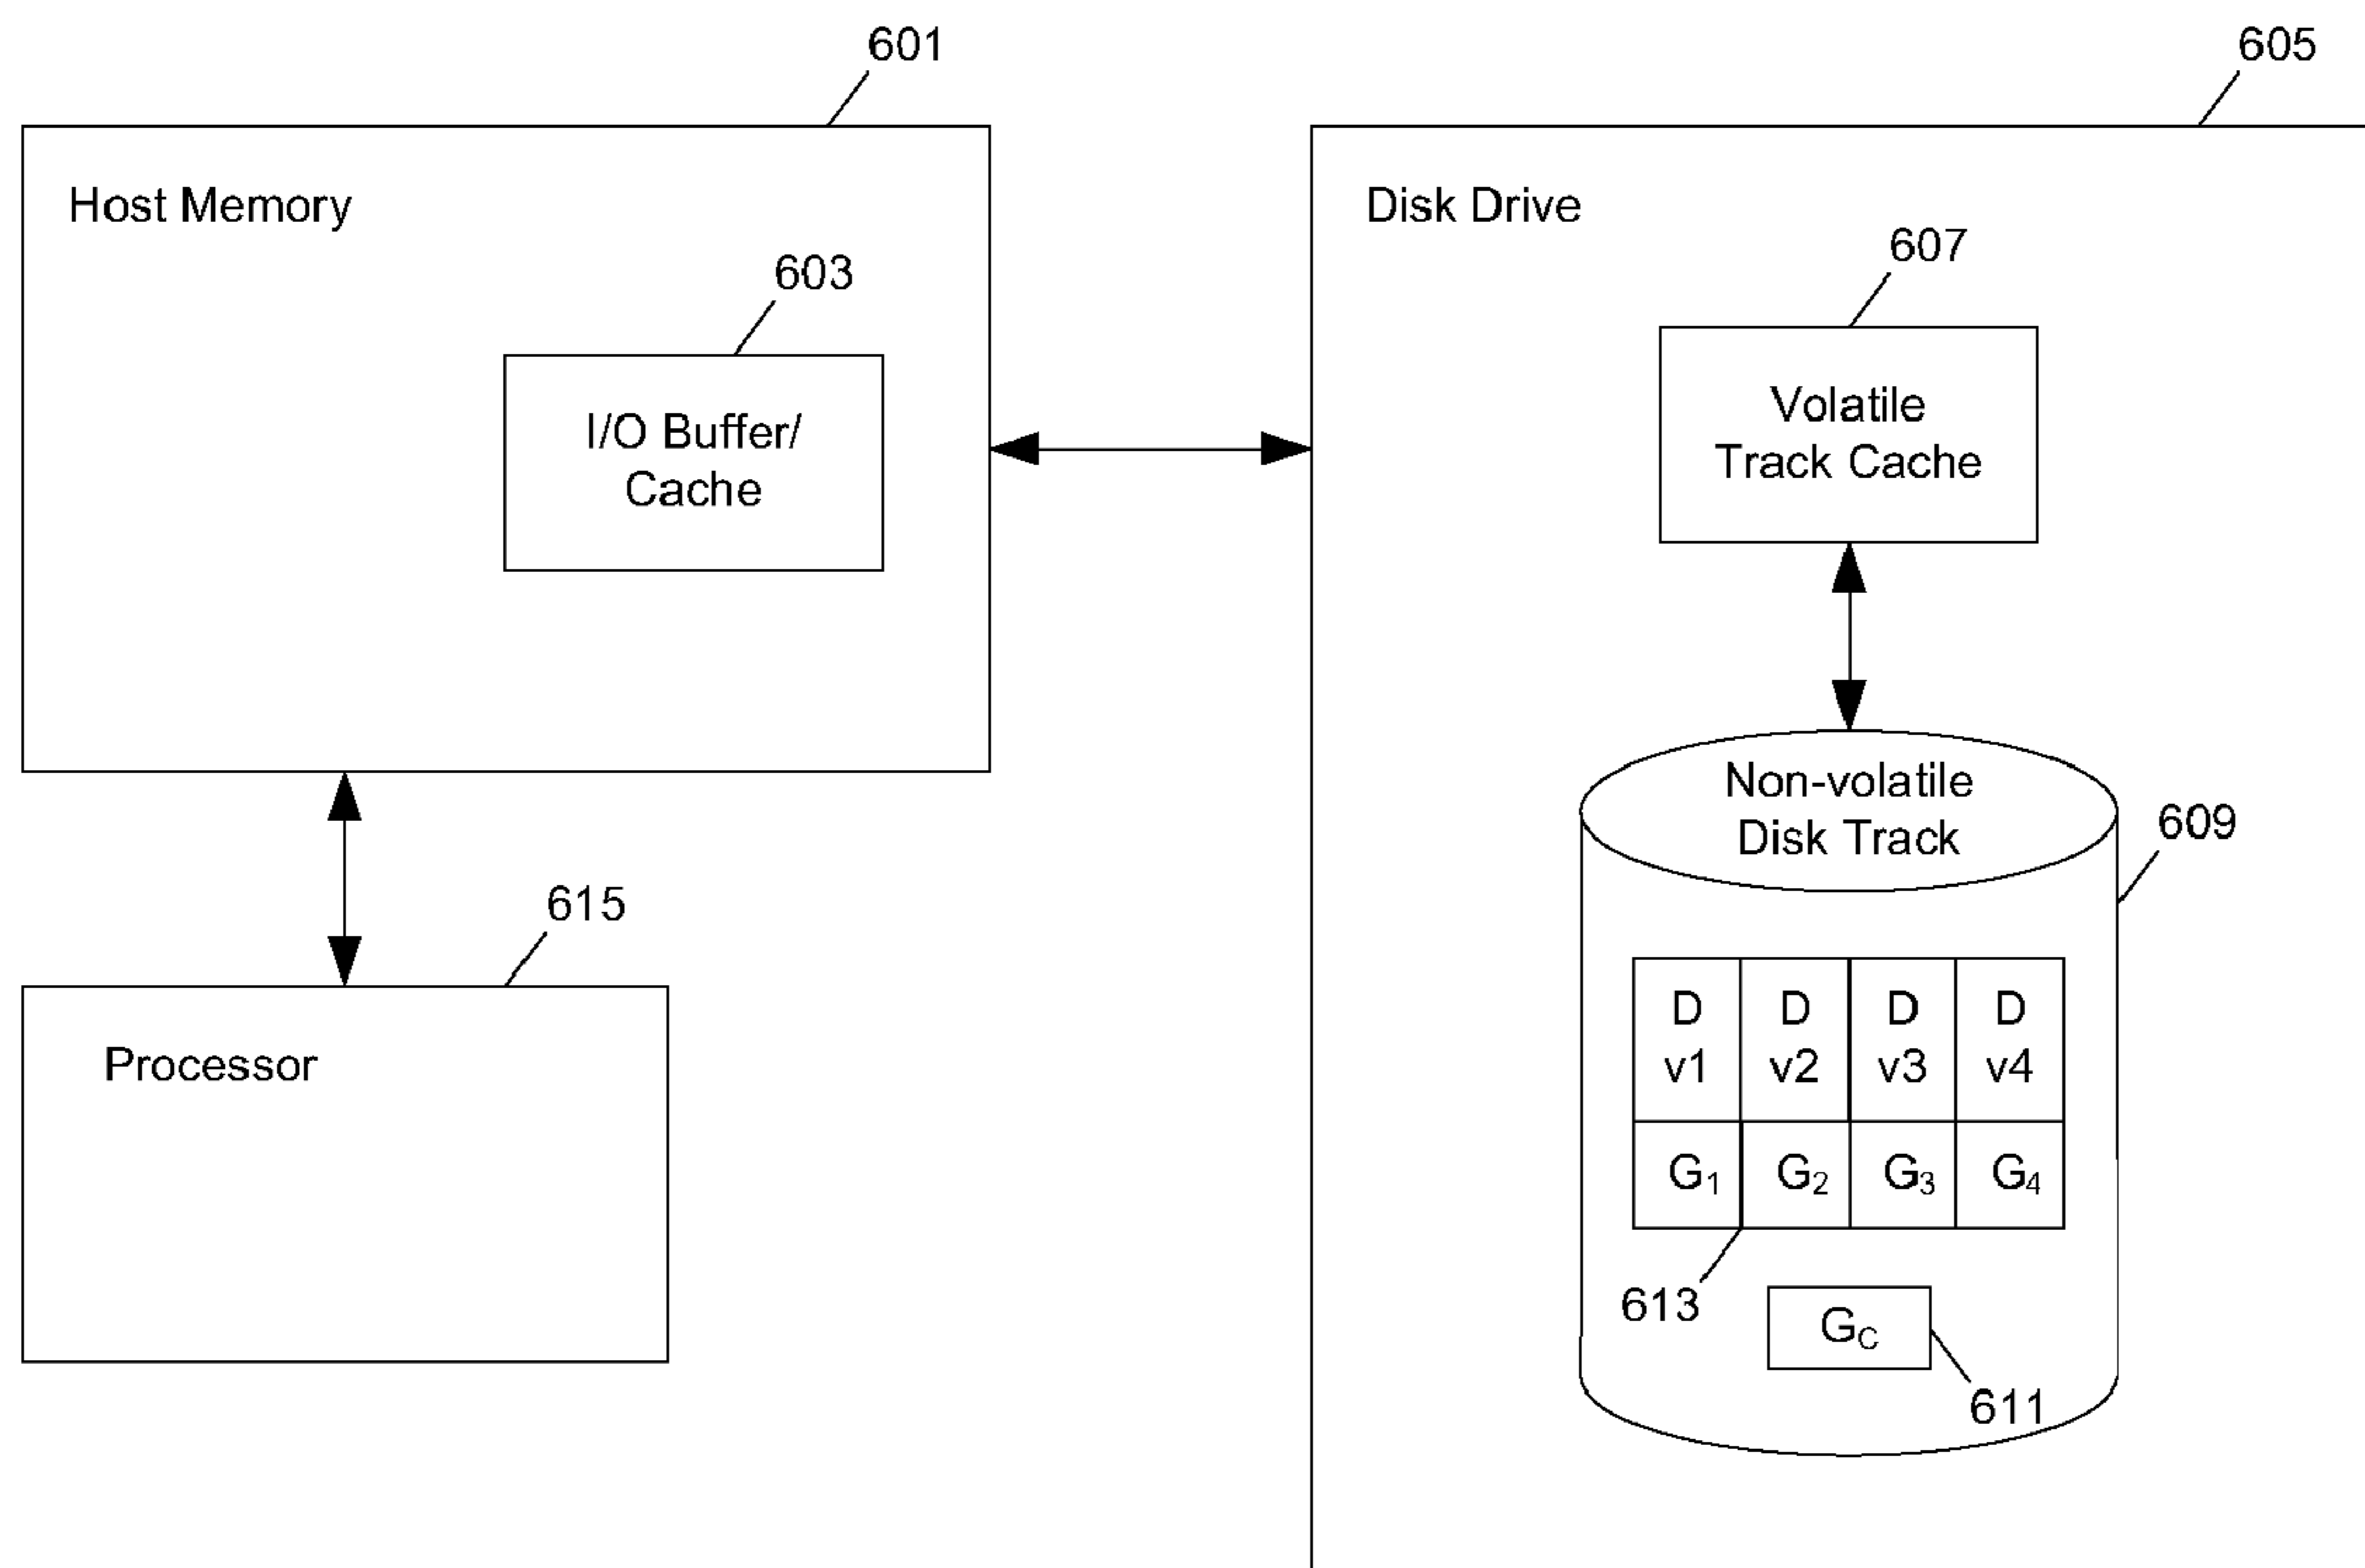 601
605
Host Memory
Disk Drive
603
607
I/O Buffer/
Cache
Volatile
Track Cache
Non-volatile
Disk Track
609
615
Processor
D D D D
v1 v2 v3 v4
G1 G2 G3 G4
613
GC
611